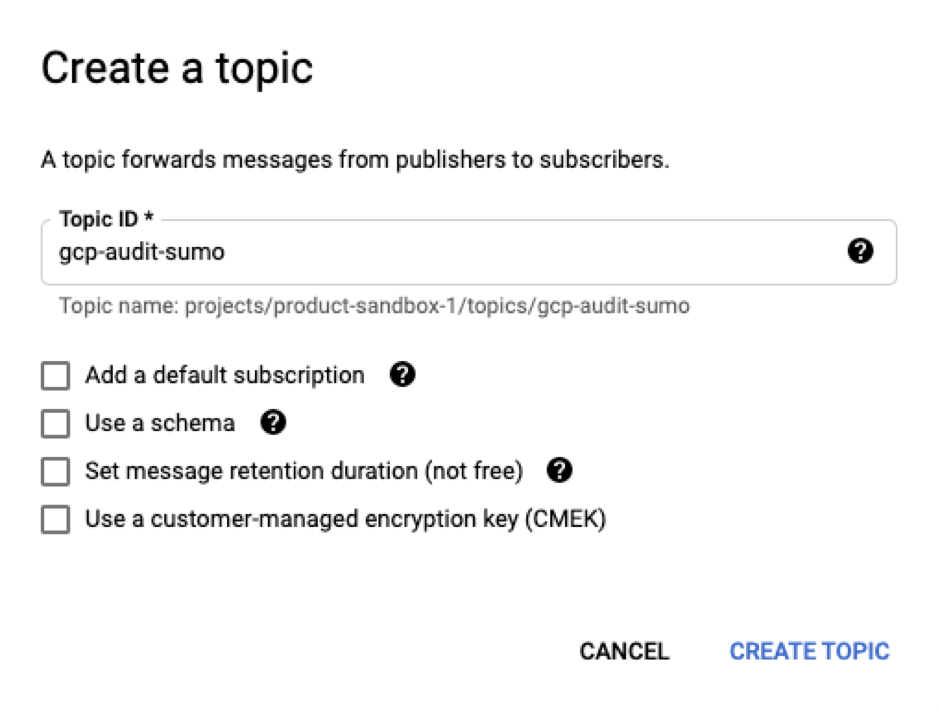 Create a topic
A topic forwards messages from publishers to subscribers.
Topic ID *
gcp-audit-sumo
Topic name: projects/product-sandbox-1/topics/gcp-audit-sumo
Add a default subscription
Use a schema
Set message retention duration (not free)
Use a customer-managed encryption key (CMEK)
CANCEL CREATE TOPIC